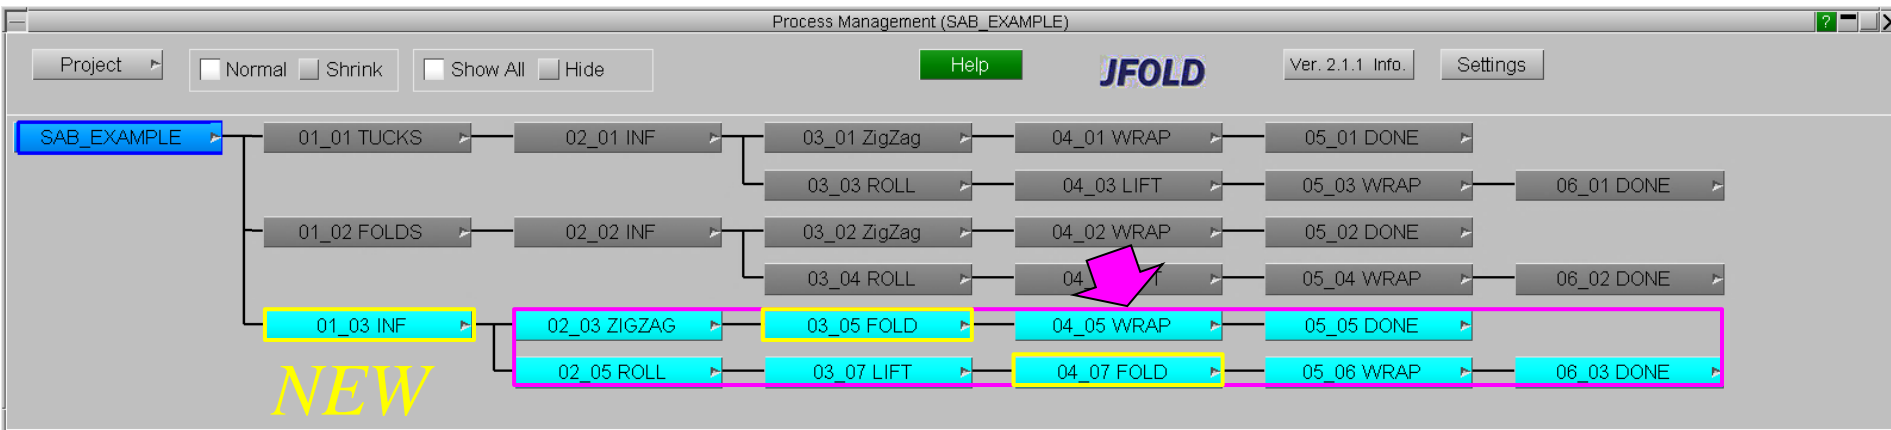 Process Management (SAB_EXAMPLE) ?
Project Normal Shrink Show All Hide Help JFOLD Ver. 2.1.1 Info. Settings
SAB_EXAMPLE 01_01 TUCKS 02_01 INF 03_01 ZigZag 04_01 WRAP 05_01 DONE
03_03 ROLL 04_03 LIFT 05_03 WRAP 06_01 DONE
01_02 FOLDS 02_02 INF 03_02 ZigZag 04_02 WRAP 05_02 DONE
03_04 ROLL 04 T 05_04 WRAP 06_02 DONE
01_03 INF 02_03 ZIGZAG 03_05 FOLD 04_05 WRAP 05_05 DONE
NEW 02_05 ROLL 03_07 LIFT 04_07 FOLD 05_06 WRAP 06_03 DONE